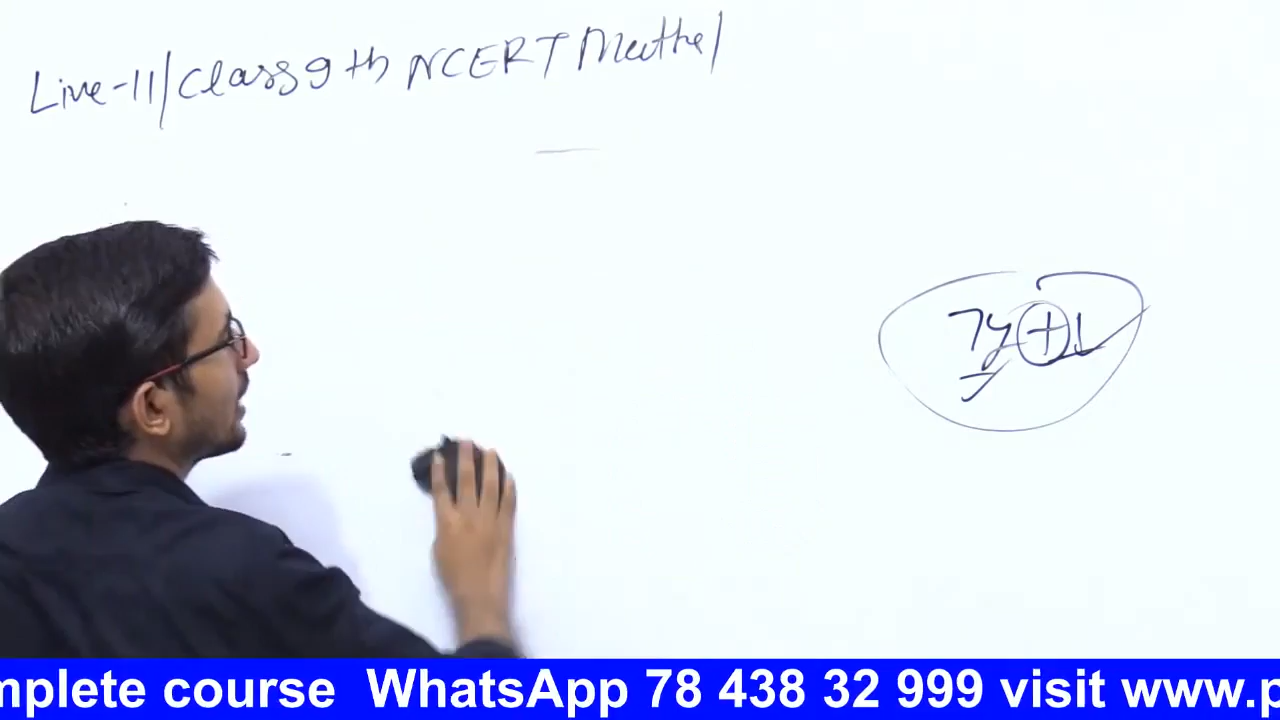 Live-11/Class 9th NCERT Maths/
7y+1
mplete course WhatsApp 78 438 32 999 visit www.p